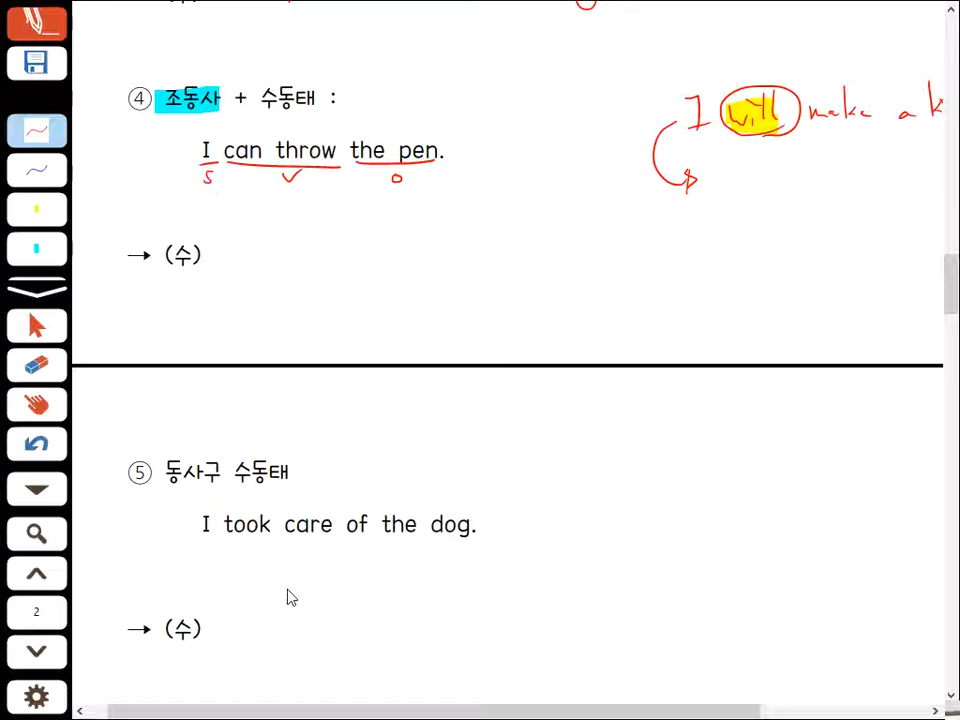 ④ 조동사 + 수동태 :
I will make a
I can throw the pen.
S V O
→ (수)
⑤ 동사구 수동태
I took care of the dog.
→ (수)
2